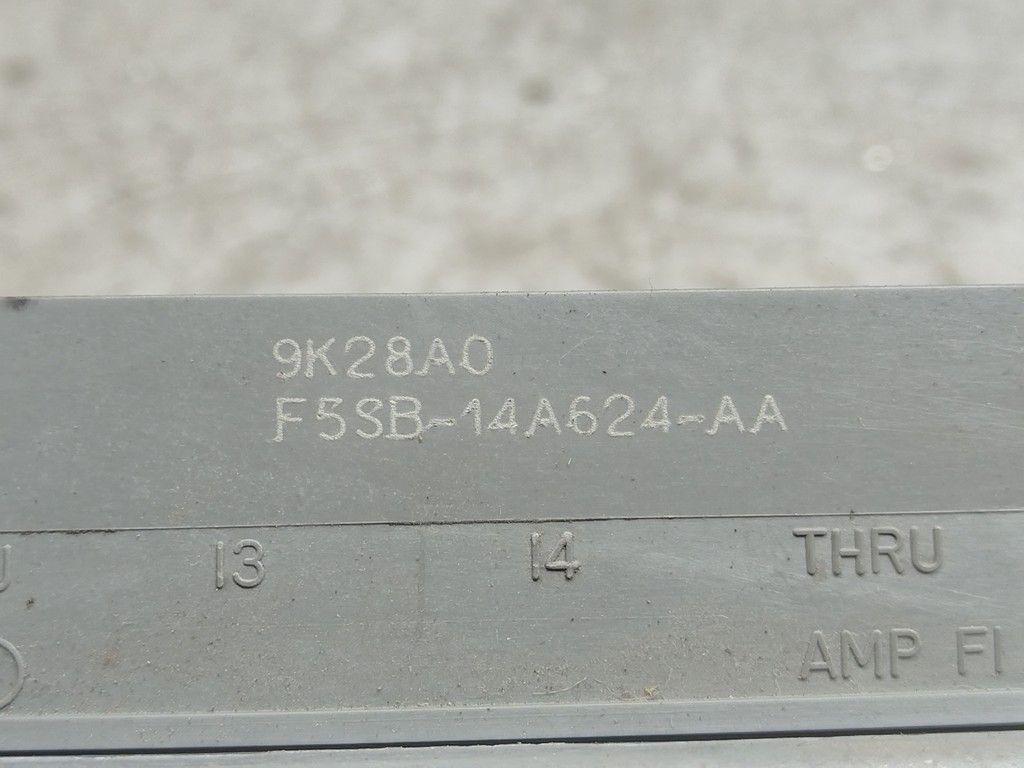 9K28A0
F5SB-14A624-AA
13 14 THRU
AMP FI